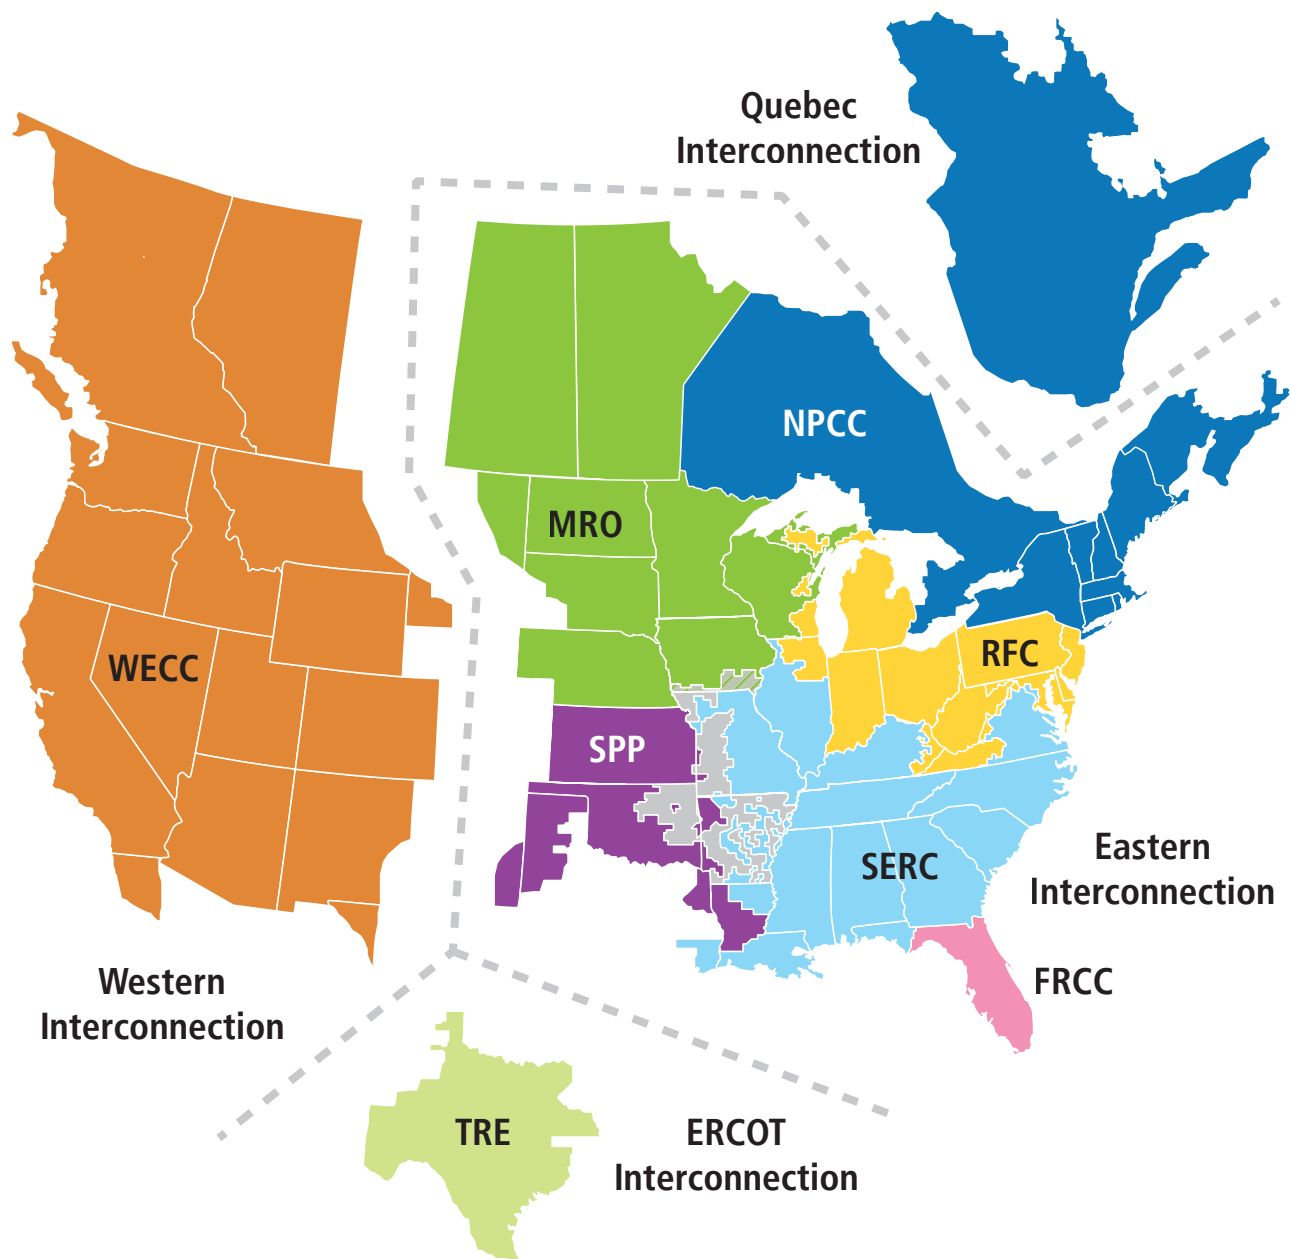 Quebec
Interconnection
NPCC
MRO
RFC
WECC
SPP
Eastern
Interconnection
SERC
FRCC
Western
Interconnection
TRE
ERCOT
Interconnection